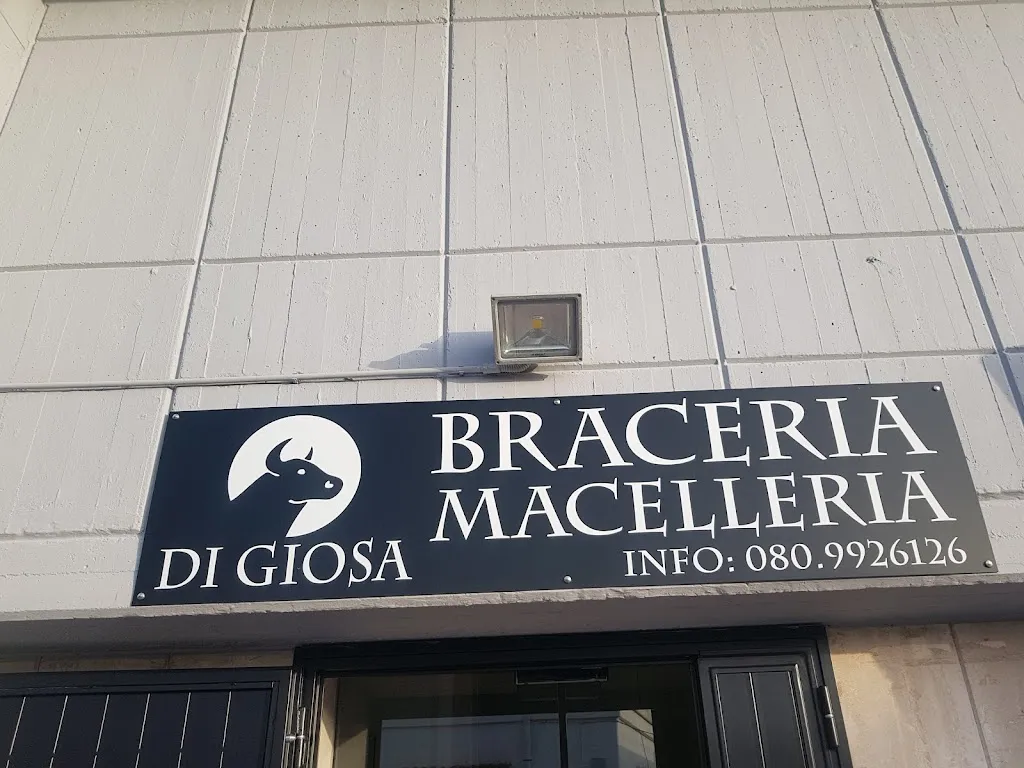 BRACERIA
MACELLERIA
DI GIOSA
INFO: 080.9926126